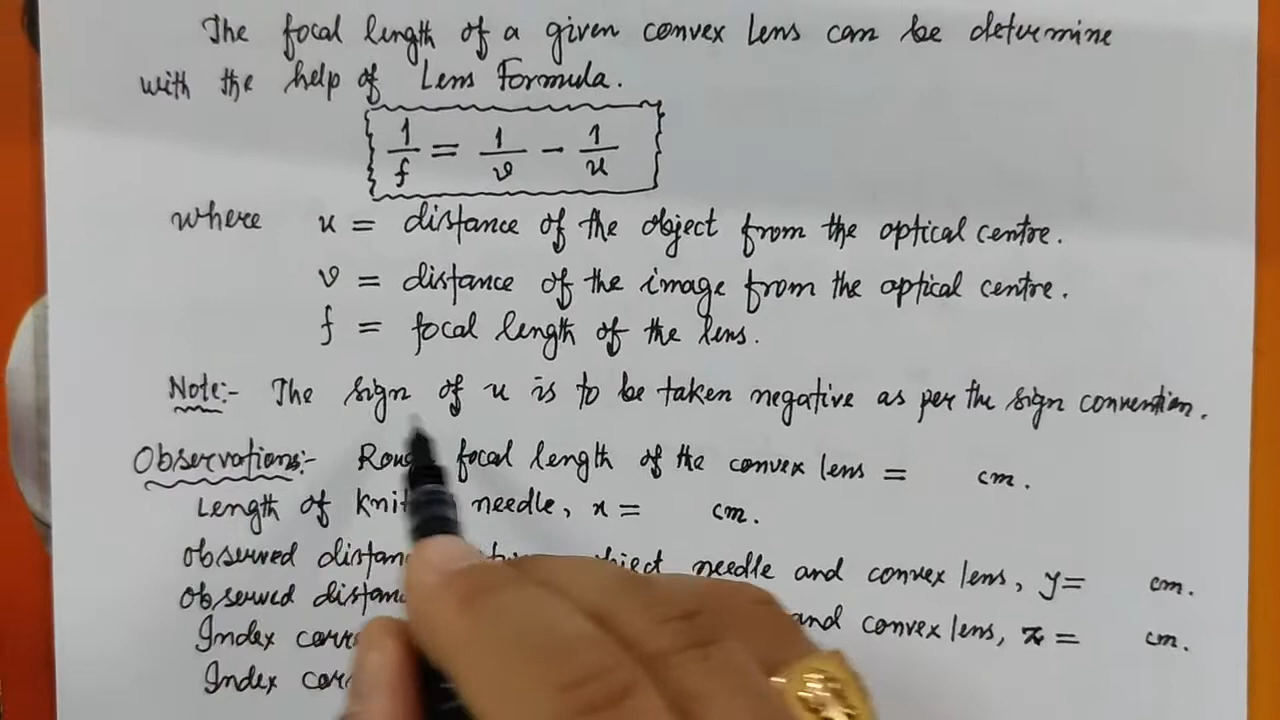 The focal length of a given convex lens can be determine
with the help of Lens Formula.
1/f = 1/v - 1/u
where u = distance of the object from the optical centre.
v = distance of the image from the optical centre.
f = focal length of the lens.
Note:- The sign of u is to be taken negative as per the sign convention.
Observations:- focal length of the convex lens = cm.
Length of needle, x = cm.
Observed needle and convex lens, y = cm.
Observed and convex lens, z = cm.
Index
Index